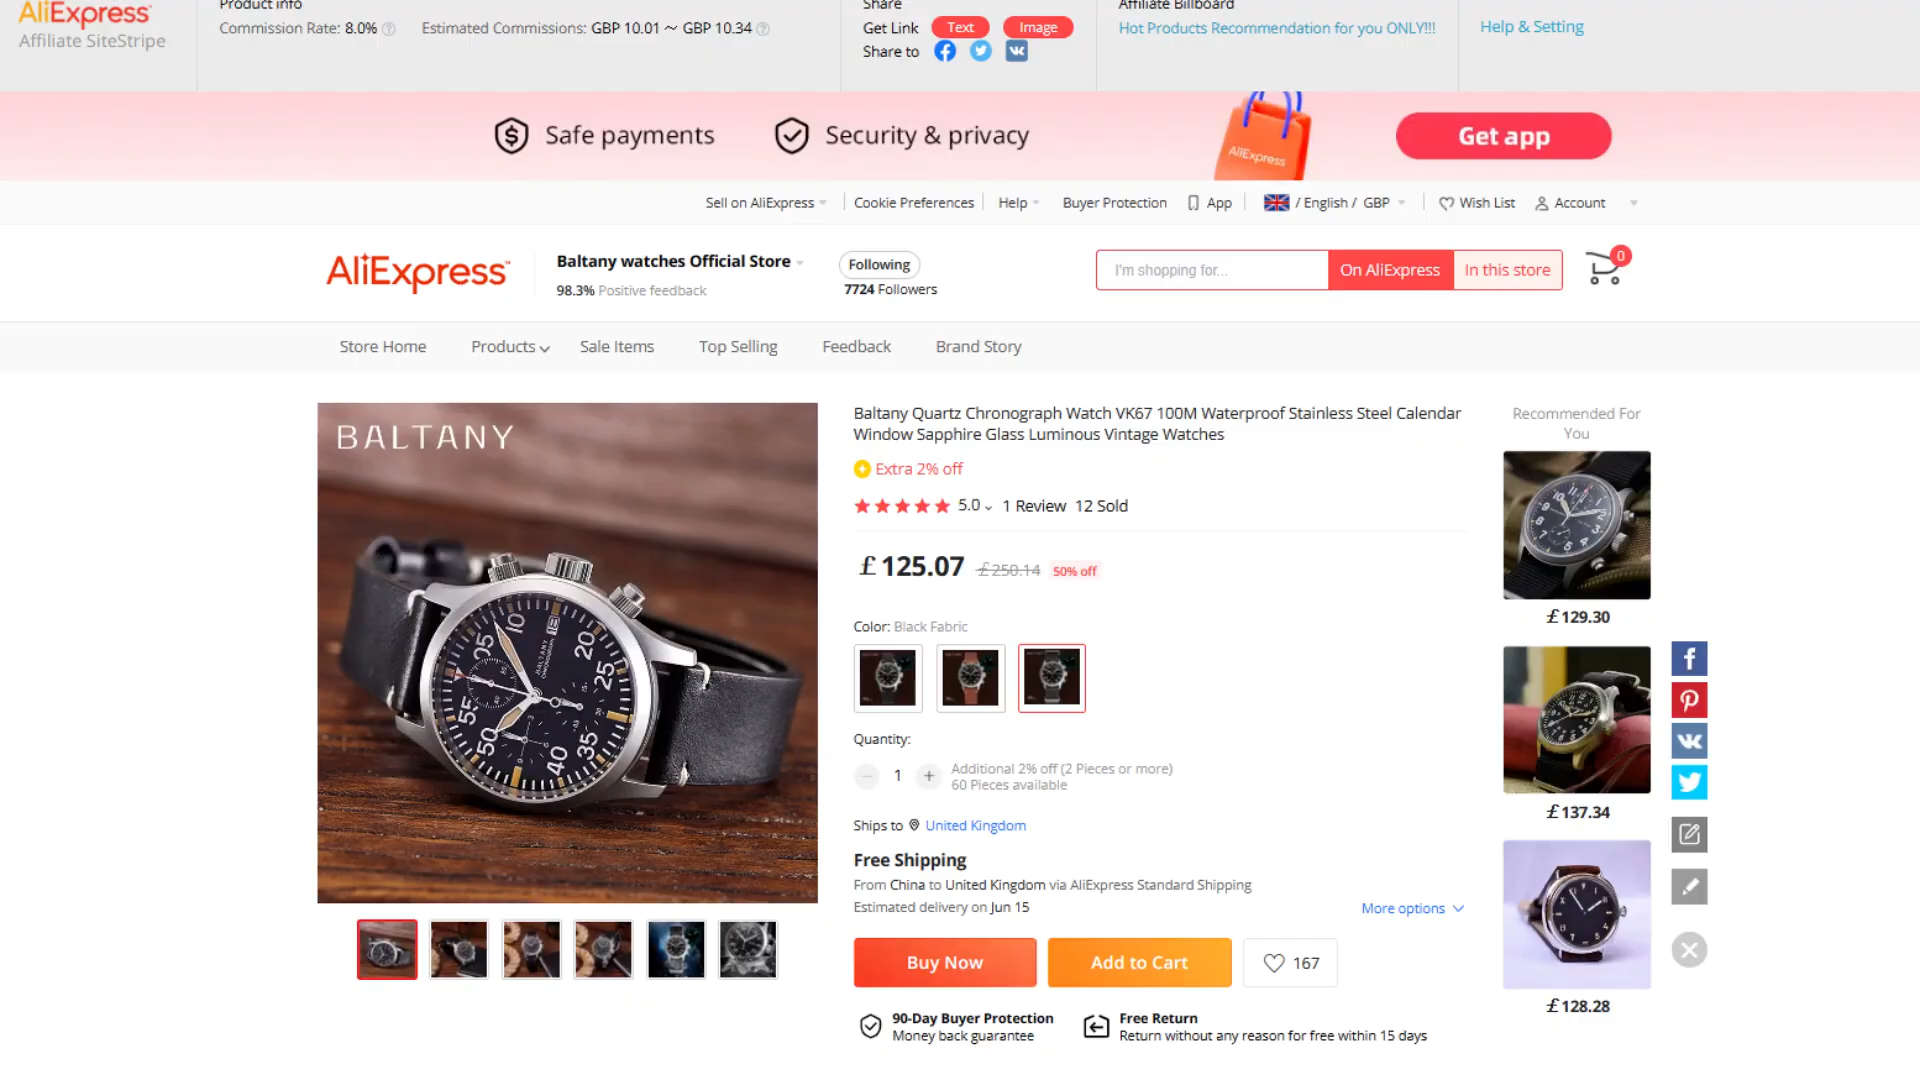 AliExpress
Affiliate SiteStripe
Product info
Commission Rate: 8.0%
Estimated Commissions: GBP 10.01 ~ GBP 10.34
Share
Get Link Text Image
Share to
Affiliate Billboard
Hot Products Recommendation for you ONLY!!!
Help & Setting
Safe payments
Security & privacy
AliExpress
Get app
Sell on AliExpress
Cookie Preferences
Help
Buyer Protection
App
/ English / GBP
Wish List
Account
AliExpress
Baltany watches Official Store
98.3% Positive feedback
Following
7724 Followers
I'm shopping for...
On AliExpress
In this store
0
Store Home
Products
Sale Items
Top Selling
Feedback
Brand Story
BALTANY
Baltany Quartz Chronograph Watch VK67 100M Waterproof Stainless Steel Calendar
Window Sapphire Glass Luminous Vintage Watches
Extra 2% off
5.0 1 Review 12 Sold
£125.07 £250.14 50% off
Color: Black Fabric
Quantity:
1
Additional 2% off (2 Pieces or more)
60 Pieces available
Ships to United Kingdom
Free Shipping
From China to United Kingdom via AliExpress Standard Shipping
Estimated delivery on Jun 15
More options
Buy Now
Add to Cart
167
90-Day Buyer Protection
Money back guarantee
Free Return
Return without any reason for free within 15 days
Recommended For
You
£129.30
£137.34
£128.28
05
10
20
25
35
40
50
55
BALTANY